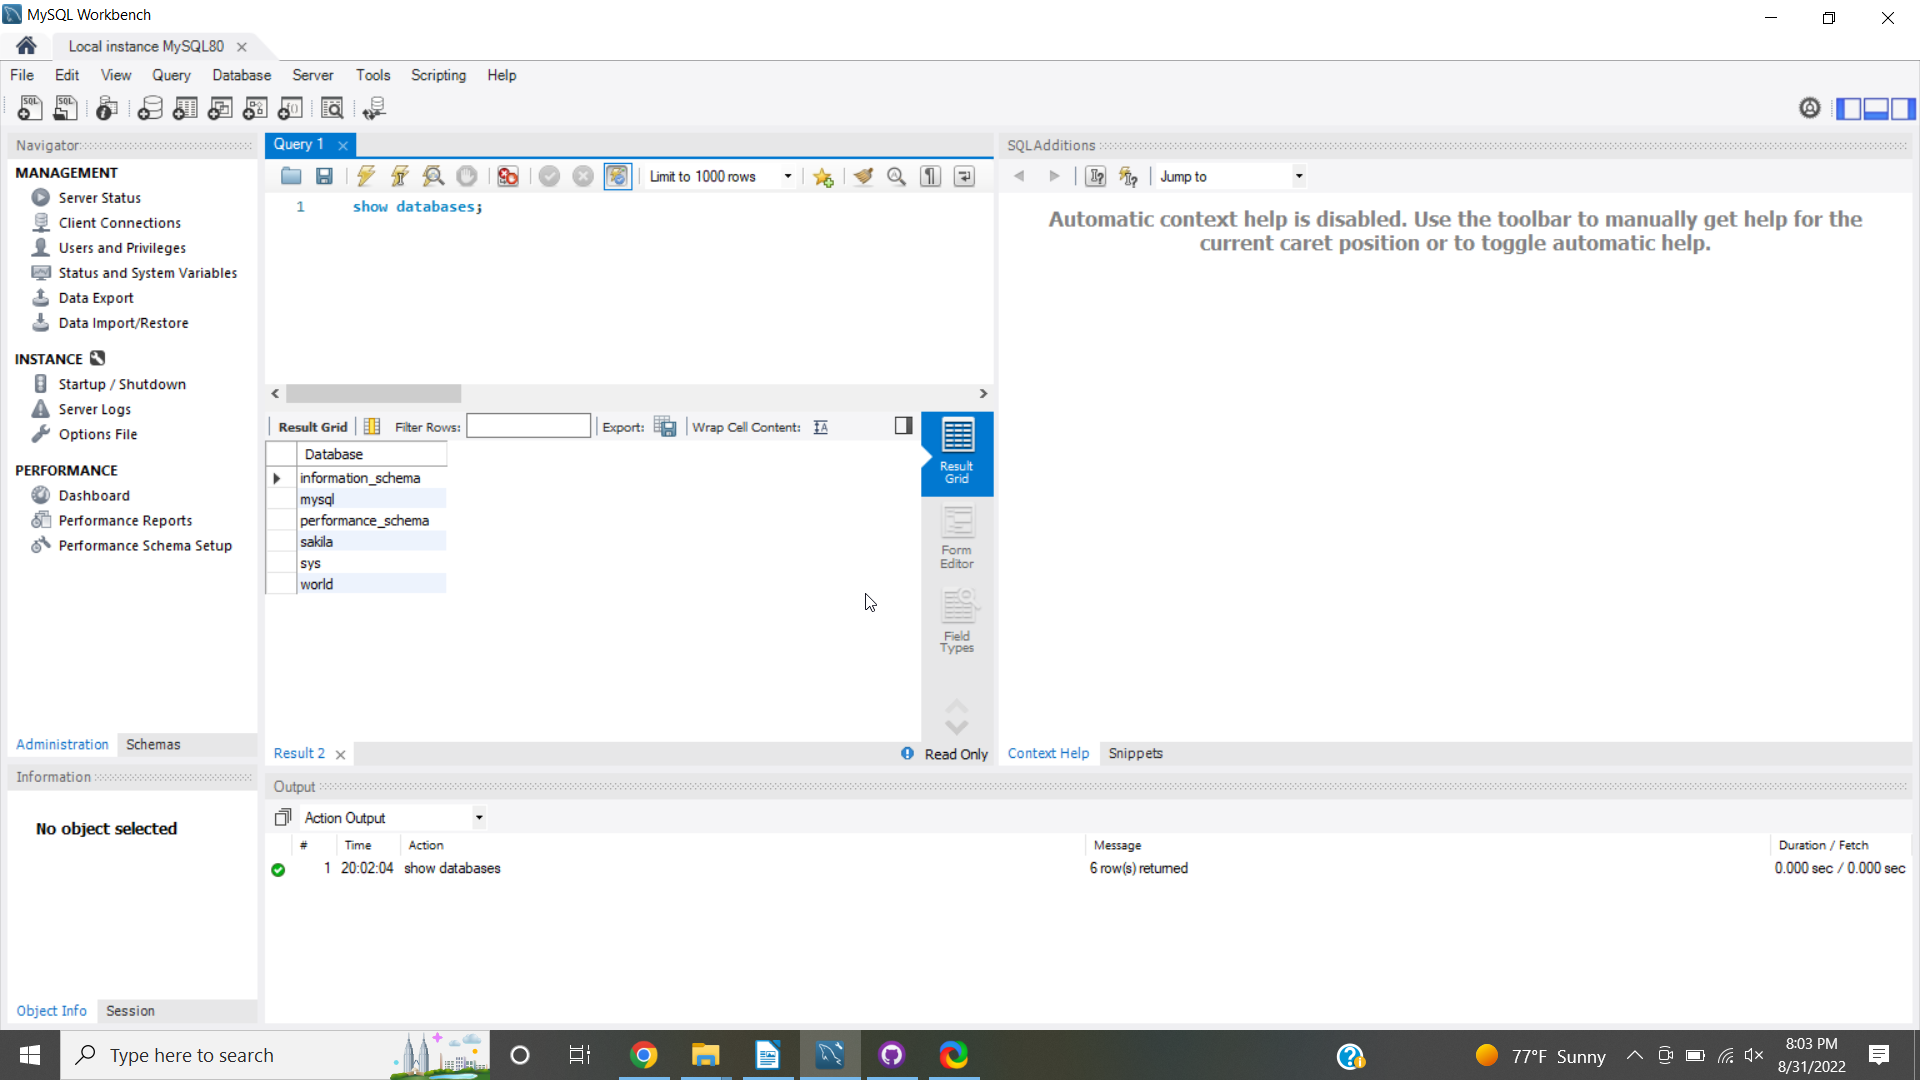 MySQL Workbench
Local instance MySQL80
File Edit View Query Database Server Tools Scripting Help
Navigator
MANAGEMENT
Server Status
Client Connections
Users and Privileges
Status and System Variables
Data Export
Data Import/Restore
INSTANCE
Startup / Shutdown
Server Logs
Options File
PERFORMANCE
Dashboard
Performance Reports
Performance Schema Setup
Administration Schemas
Information
No object selected
Object Info Session
Query 1
Limit to 1000 rows
1 show databases;
Result Grid Filter Rows: Export: Wrap Cell Content:
Database
information_schema
mysql
performance_schema
sakila
sys
world
Result
Grid
Form
Editor
Field
Types
Result 2 Read Only
SQLAdditions
Jump to
Automatic context help is disabled. Use the toolbar to manually get help for the
current caret position or to toggle automatic help.
Context Help Snippets
Output
Action Output
# Time Action Message Duration / Fetch
1 20:02:04 show databases 6 row(s) returned 0.000 sec / 0.000 sec
Type here to search
77°F Sunny
8:03 PM
8/31/2022